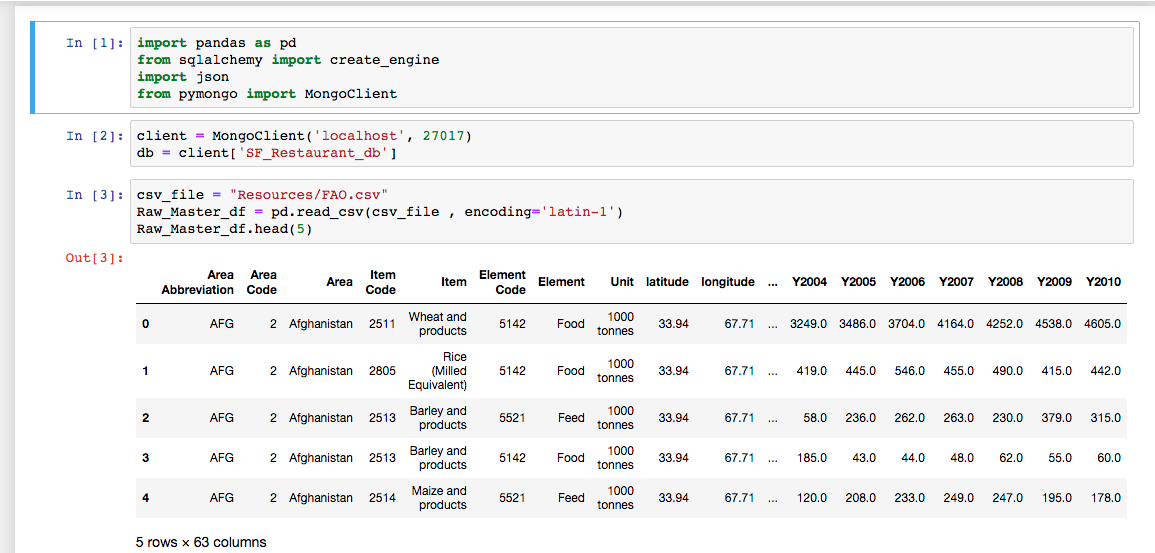 In [1]: import pandas as pd
from sqlalchemy import create_engine
import json
from pymongo import MongoClient
In [2]: client = MongoClient('localhost', 27017)
db = client['SF_Restaurant_db']
In [3]: csv_file = "Resources/FAO.csv"
Raw_Master_df = pd.read_csv(csv_file , encoding='latin-1')
Raw_Master_df.head(5)
Out[3]:
Area Abbreviation Area Code Area Item Code Item Element Code Element Unit latitude longitude ... Y2004 Y2005 Y2006 Y2007 Y2008 Y2009 Y2010
0 AFG 2 Afghanistan 2511 Wheat and products 5142 Food 1000 tonnes 33.94 67.71 ... 3249.0 3486.0 3704.0 4164.0 4252.0 4538.0 4605.0
1 AFG 2 Afghanistan 2805 Rice (Milled Equivalent) 5142 Food 1000 tonnes 33.94 67.71 ... 419.0 445.0 546.0 455.0 490.0 415.0 442.0
2 AFG 2 Afghanistan 2513 Barley and products 5521 Feed 1000 tonnes 33.94 67.71 ... 58.0 236.0 262.0 263.0 230.0 379.0 315.0
3 AFG 2 Afghanistan 2513 Barley and products 5142 Food 1000 tonnes 33.94 67.71 ... 185.0 43.0 44.0 48.0 62.0 55.0 60.0
4 AFG 2 Afghanistan 2514 Maize and products 5521 Feed 1000 tonnes 33.94 67.71 ... 120.0 208.0 233.0 249.0 247.0 195.0 178.0
5 rows × 63 columns